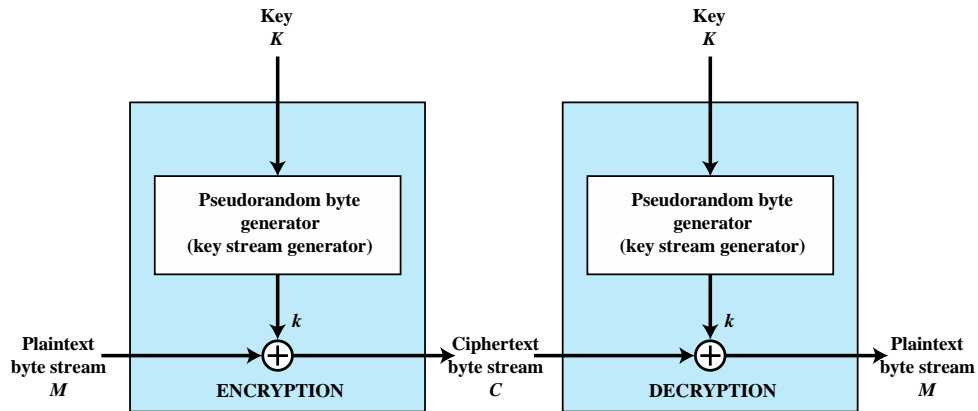 Key
K
Key
K
Pseudorandom byte
generator
(key stream generator)
Pseudorandom byte
generator
(key stream generator)
k
k
Plaintext
byte stream
M
ENCRYPTION
Ciphertext
byte stream
C
DECRYPTION
Plaintext
byte stream
M